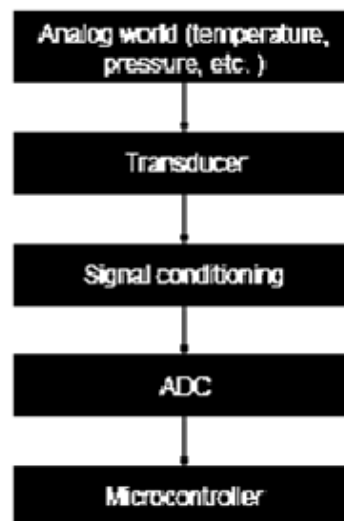 Analog world (temperature,
pressure, etc. )
Transducer
Signal conditioning
ADC
Microcontroller